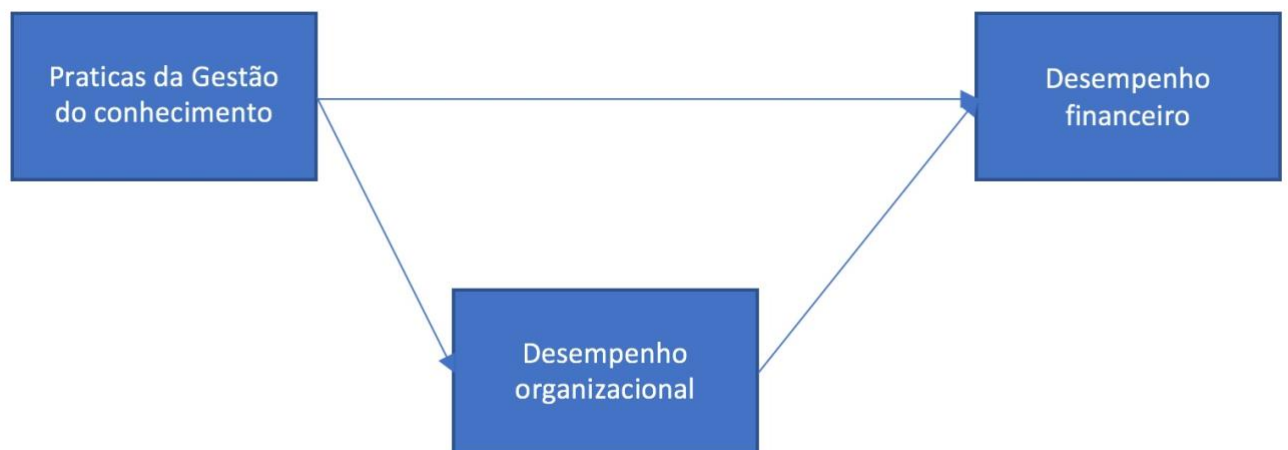 Praticas da Gestão
do conhecimento
Desempenho
financeiro
Desempenho
organizacional